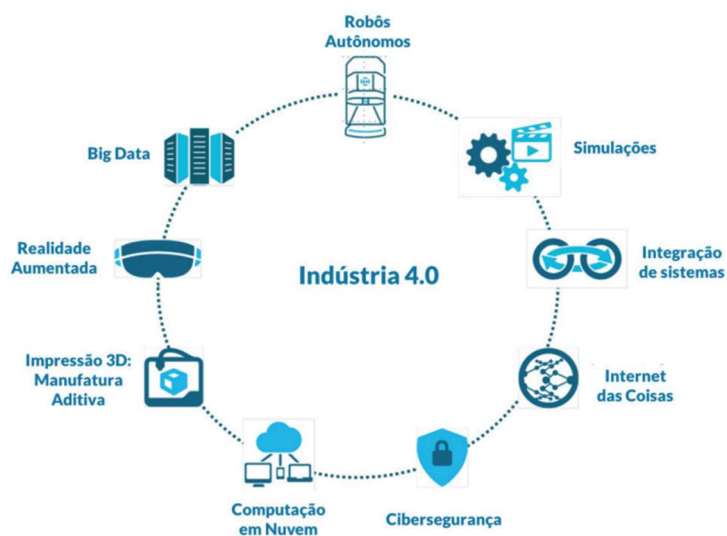 Robôs
Autônomos
Simulações
Integração
de sistemas
Internet
das Coisas
Cibersegurança
Computação
em Nuvem
Impressão 3D:
Manufatura
Aditiva
Realidade
Aumentada
Big Data
Indústria 4.0